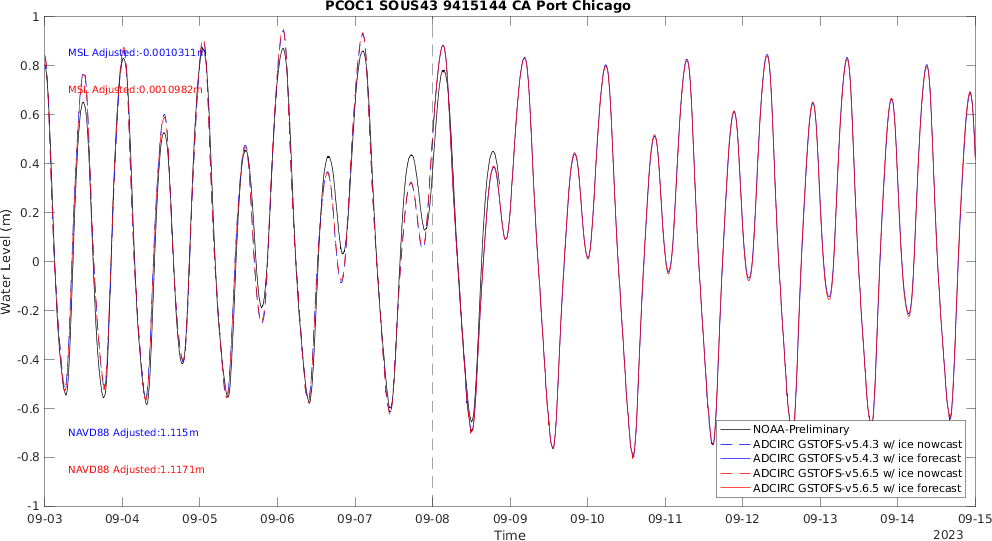 PCOC1 SOUS43 9415144 CA Port Chicago
MSL Adjusted:-0.0010311m
MSL Adjusted:0.0010982m
NAVD88 Adjusted:1.115m
NAVD88 Adjusted:1.1171m
Water Level (m)
1
0.8
0.6
0.4
0.2
0
-0.2
-0.4
-0.6
-0.8
-1
NOAA-Preliminary
ADCIRC GSTOFS-v5.4.3 w/ ice nowcast
ADCIRC GSTOFS-v5.4.3 w/ ice forecast
ADCIRC GSTOFS-v5.6.5 w/ ice nowcast
ADCIRC GSTOFS-v5.6.5 w/ ice forecast
09-03 09-04 09-05 09-06 09-07 09-08 09-09 09-10 09-11 09-12 09-13 09-14 09-15
Time
2023